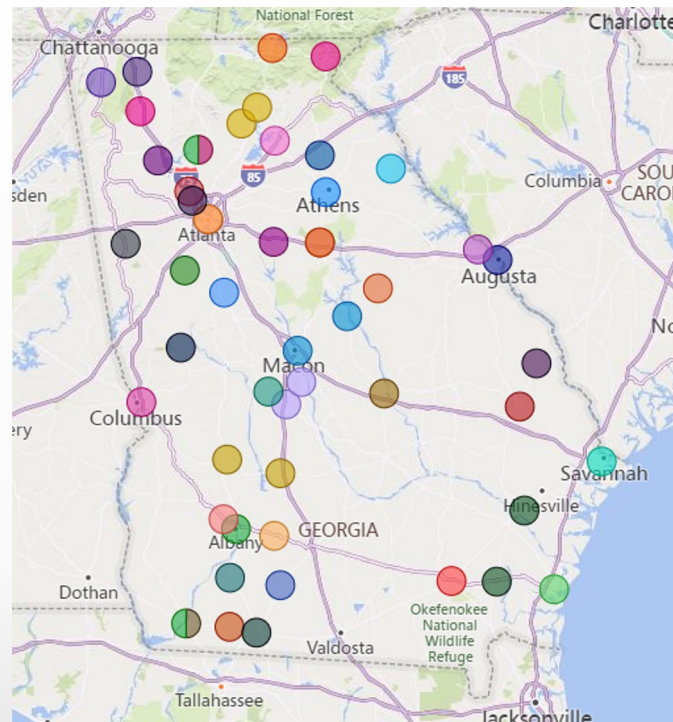 National Forest
Charlotte
Chattanooga
185
sden
85
Columbia
SOU
CAROL
Athens
Atlanta
Augusta
No
Macon
Columbus
ery
Savannah
Hinesville
GEORGIA
Albany
Dothan
Okefenokee
National
Wildlife
Refuge
Valdosta
Tallahassee
Jacksonville